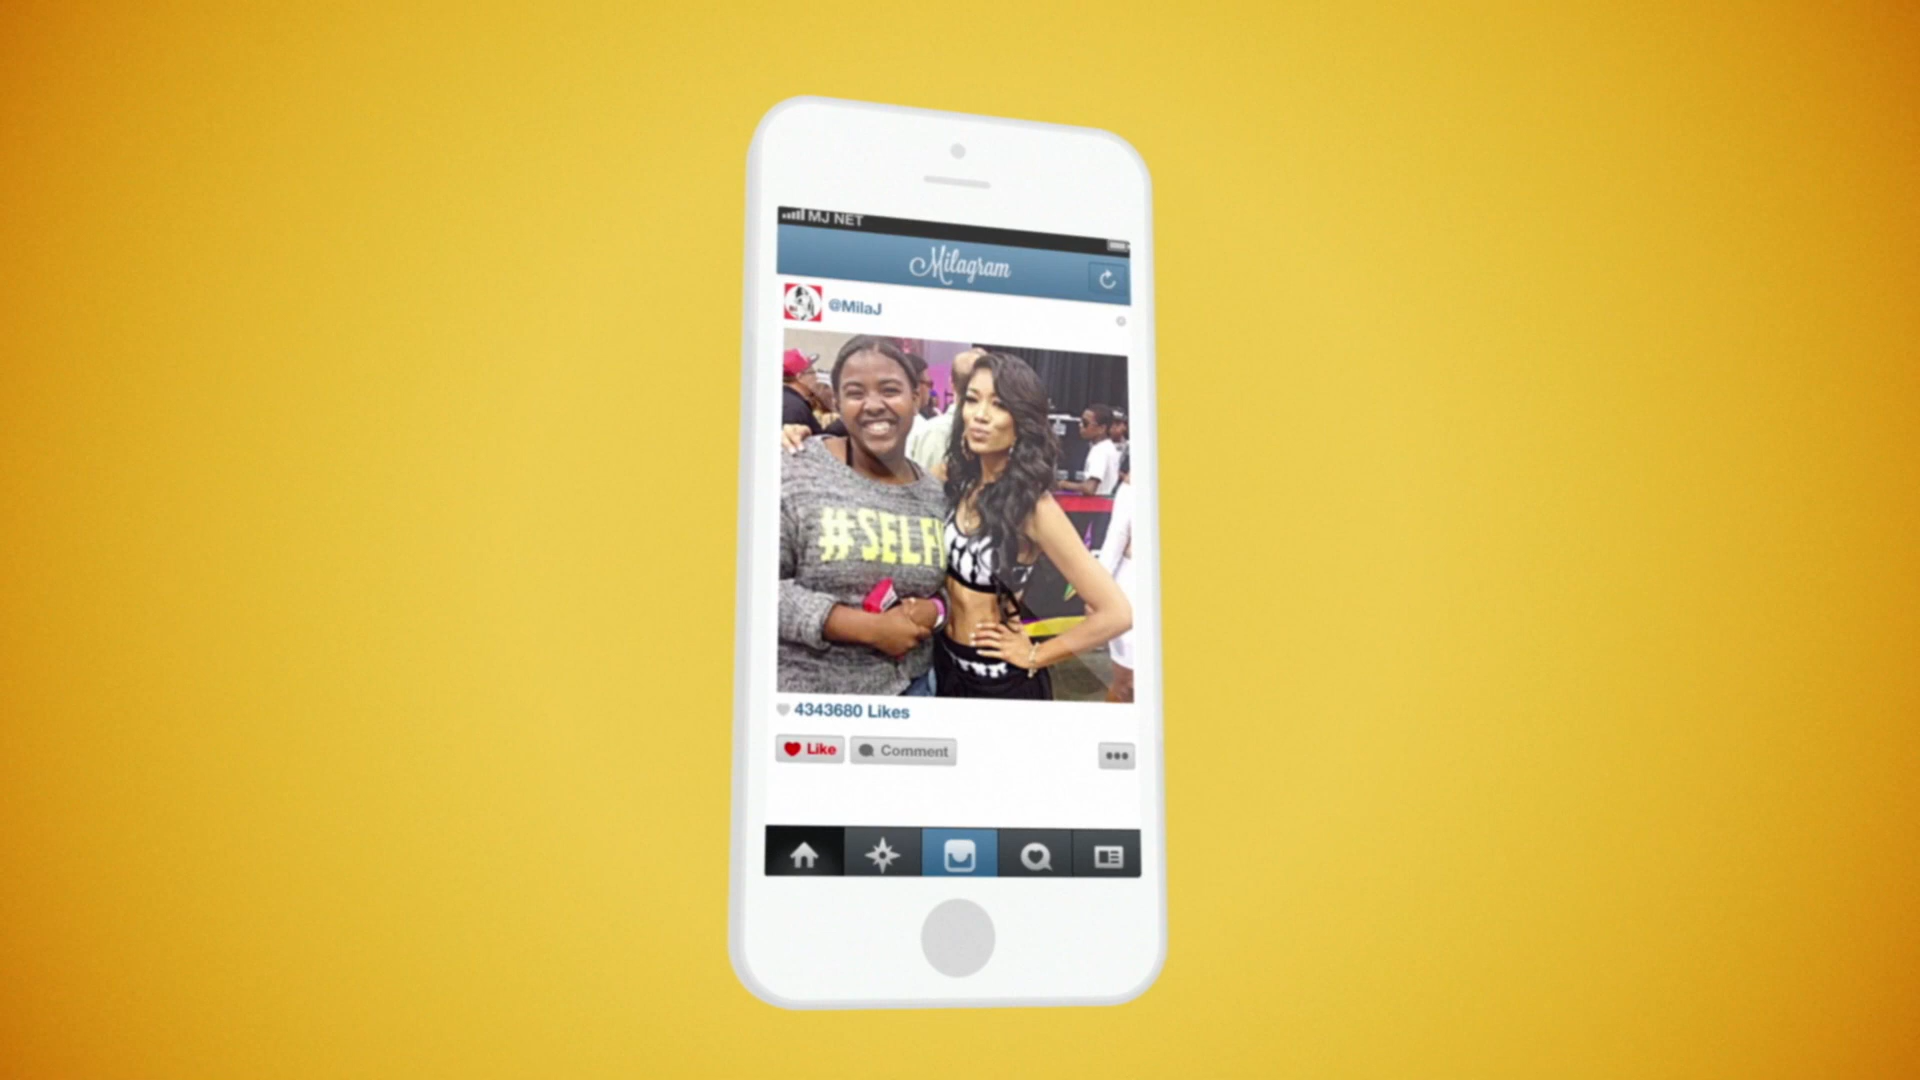 MJ NET
Milagram
@MilaJ
#SELFI
4343680 Likes
Like
Comment